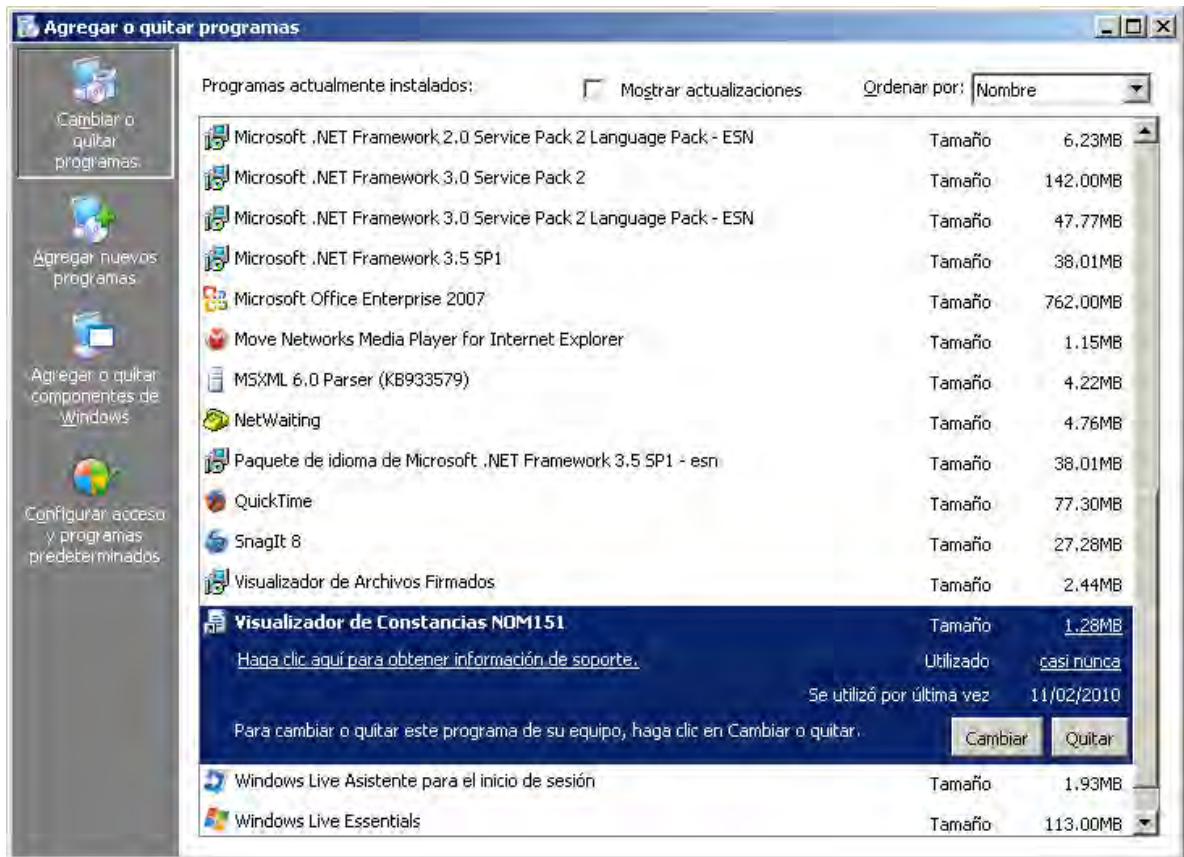 Agregar o quitar programas
Cambiar o
quitar
programas
Agregar nuevos
programas
Agregar o quitar
componentes de
Windows
Configurar acceso
y programas
predeterminados
Programas actualmente instalados: Mostrar actualizaciones Ordenar por: Nombre
Microsoft .NET Framework 2.0 Service Pack 2 Language Pack - ESN Tamaño 6.23MB
Microsoft .NET Framework 3.0 Service Pack 2 Tamaño 142.00MB
Microsoft .NET Framework 3.0 Service Pack 2 Language Pack - ESN Tamaño 47.77MB
Microsoft .NET Framework 3.5 SP1 Tamaño 38.01MB
Microsoft Office Enterprise 2007 Tamaño 762.00MB
Move Networks Media Player for Internet Explorer Tamaño 1.15MB
MSXML 6.0 Parser (KB933579) Tamaño 4.22MB
NetWaiting Tamaño 4.76MB
Paquete de idioma de Microsoft .NET Framework 3.5 SP1 - esn Tamaño 38.01MB
QuickTime Tamaño 77.30MB
SnagIt 8 Tamaño 27.28MB
Visualizador de Archivos Firmados Tamaño 2.44MB
Visualizador de Constancias NOM151 Tamaño 1.28MB
Haga clic aquí para obtener información de soporte. Utilizado casi nunca
Se utilizó por última vez 11/02/2010
Para cambiar o quitar este programa de su equipo, haga clic en Cambiar o quitar. Cambiar Quitar
Windows Live Asistente para el inicio de sesión Tamaño 1.93MB
Windows Live Essentials Tamaño 113.00MB